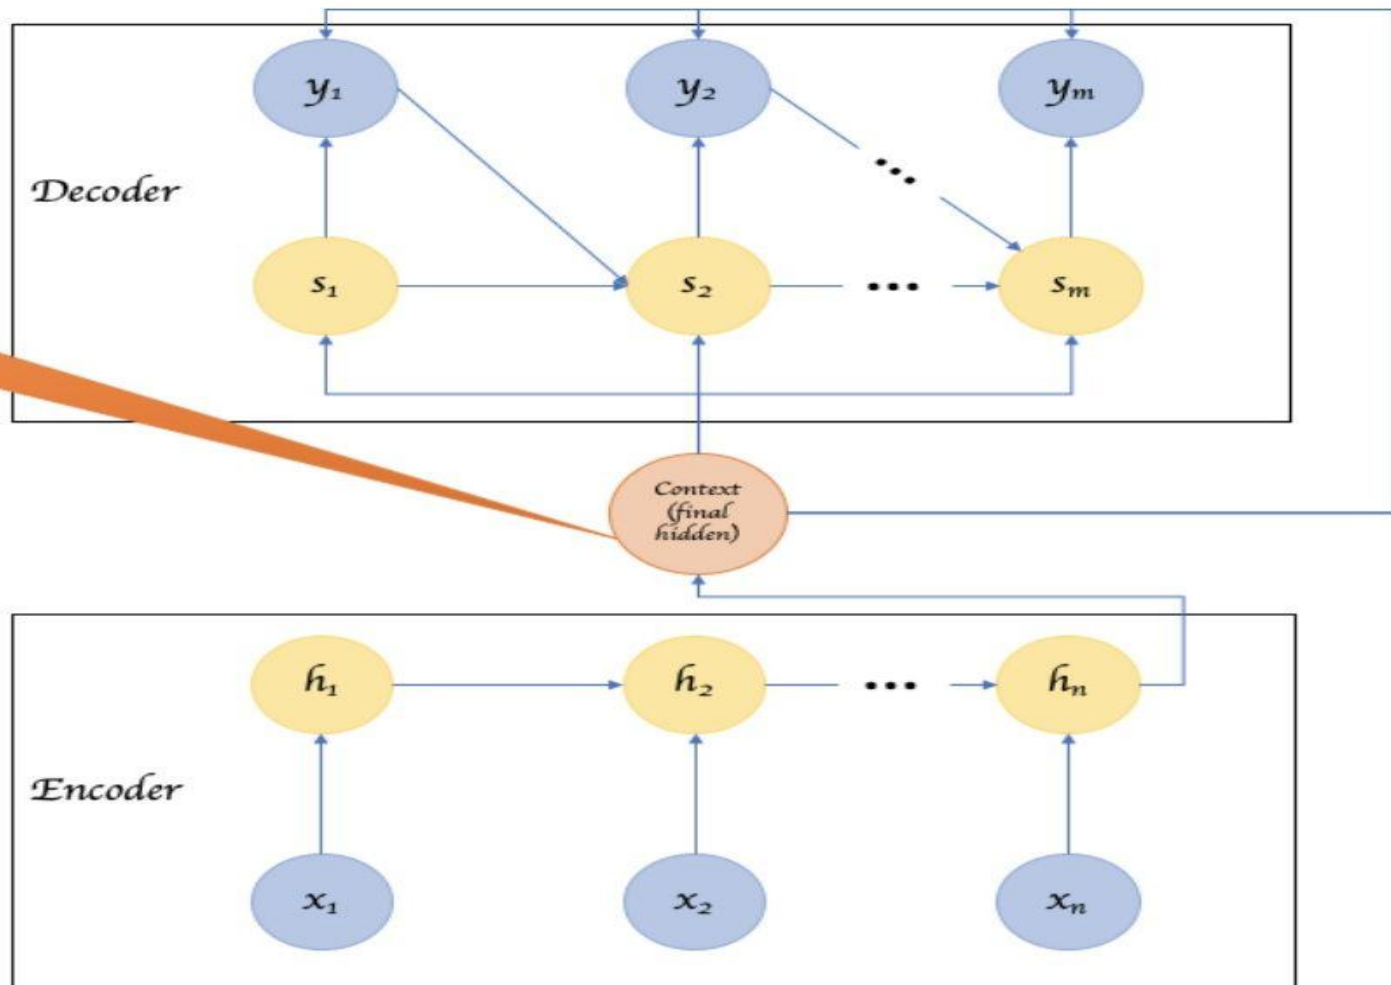 y₁ y₂ yₘ
Decoder
s₁ s₂ ... sₘ
Context
(final
hidden)
h₁ h₂ ... hₙ
Encoder
x₁ x₂ xₙ